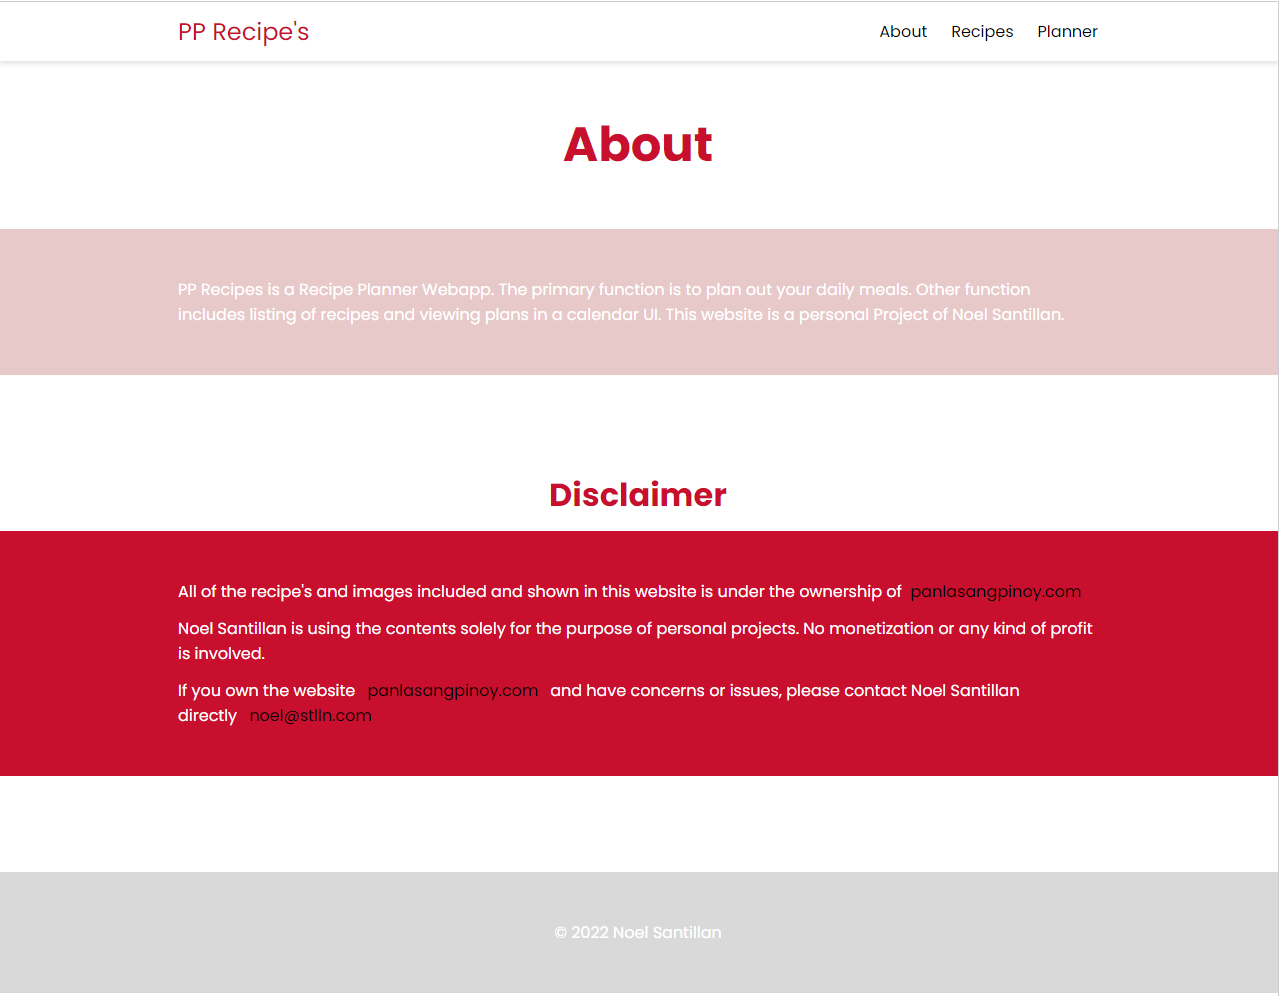 PP Recipe's
About Recipes Planner
About
PP Recipes is a Recipe Planner Webapp. The primary function is to plan out your daily meals. Other function
includes listing of recipes and viewing plans in a calendar UI. This website is a personal Project of Noel Santillan.
Disclaimer
All of the recipe's and images included and shown in this website is under the ownership of panlasangpinoy.com
Noel Santillan is using the contents solely for the purpose of personal projects. No monetization or any kind of profit
is involved.
If you own the website panlasangpinoy.com and have concerns or issues, please contact Noel Santillan
directly noel@stlln.com
© 2022 Noel Santillan